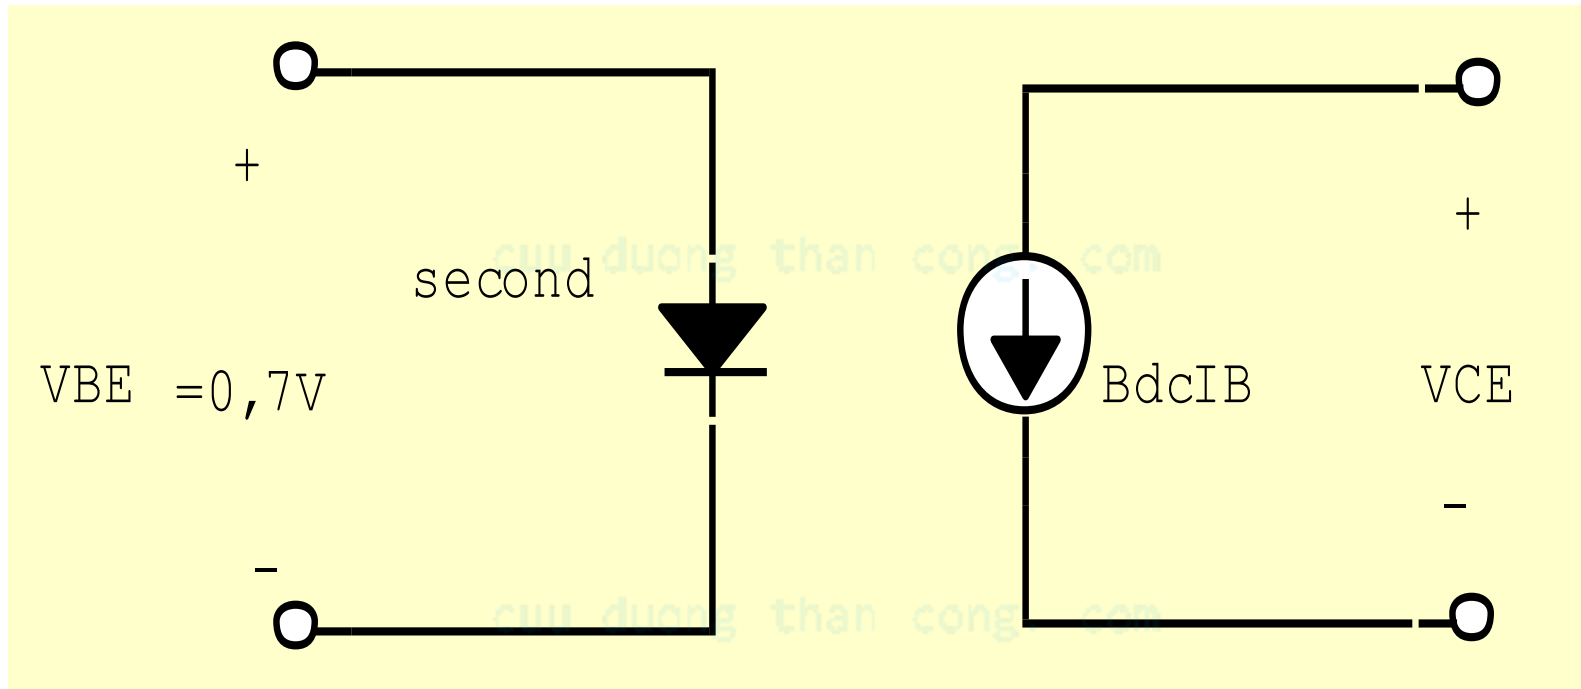 +
+
cuu duong than cong. com
second
VBE =0,7V
BdcIB
VCE
-
-
cuu duong than cong. com